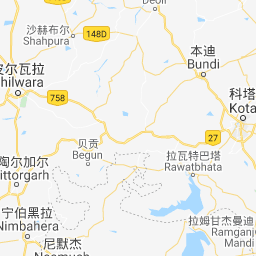 Deoli
沙赫布尔
Shahpura
148D
本迪
Bundi
皮尔瓦拉
hilwara
758
科塔
Kota
27
贝贡
Begun
拉瓦特巴塔
Rawatbhata
陶尔加尔
ittorgarh
宁伯黑拉
Nimbahera
拉姆甘杰曼迪
Ramganj
Mandi
尼默杰